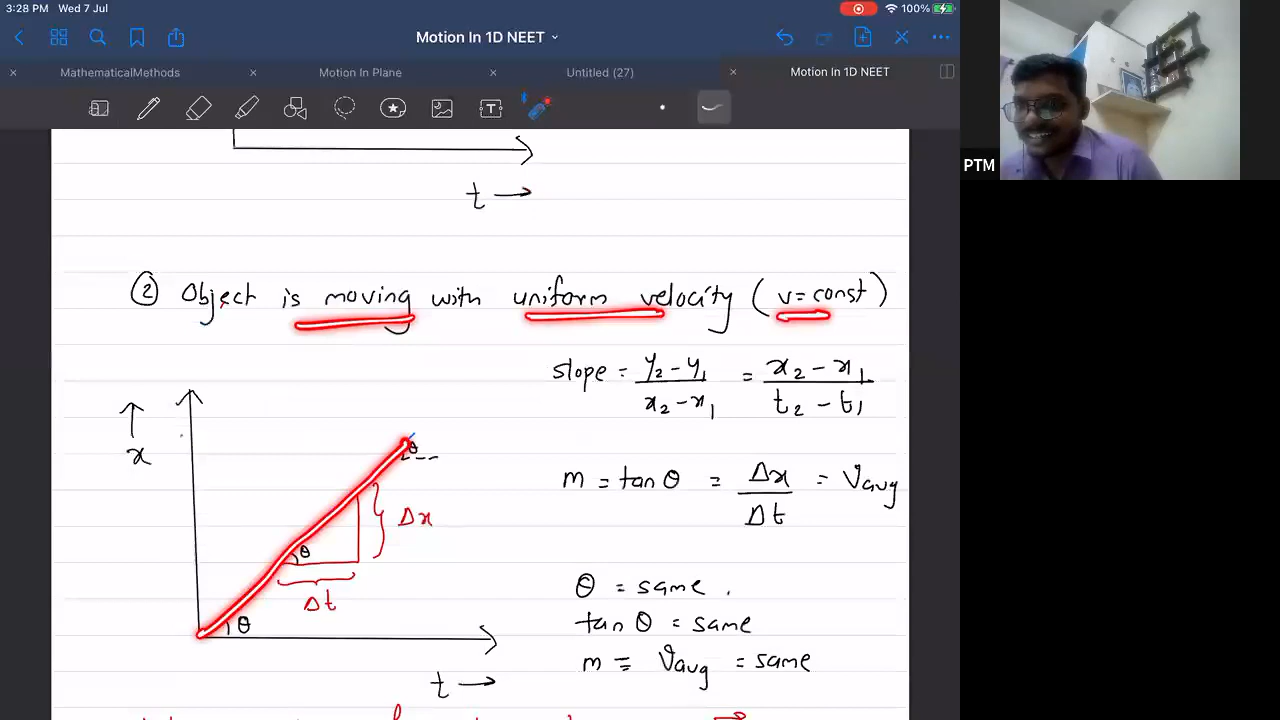 3:28 PM Wed 7 Jul
100%
Motion In 1D NEET
MathematicalMethods
Motion In Plane
Untitled (27)
Motion In 1D NEET
PTM
t →
② Object is moving with uniform velocity (v = const)
slope = y₂ - y₁ / x₂ - x₁ = x₂ - x₁ / t₂ - t₁
x
θ
m = tan θ = Δx / Δt = Vavg
Δx
θ
Δt
θ = same
θ
tan θ = same
m = Vavg = same
t →